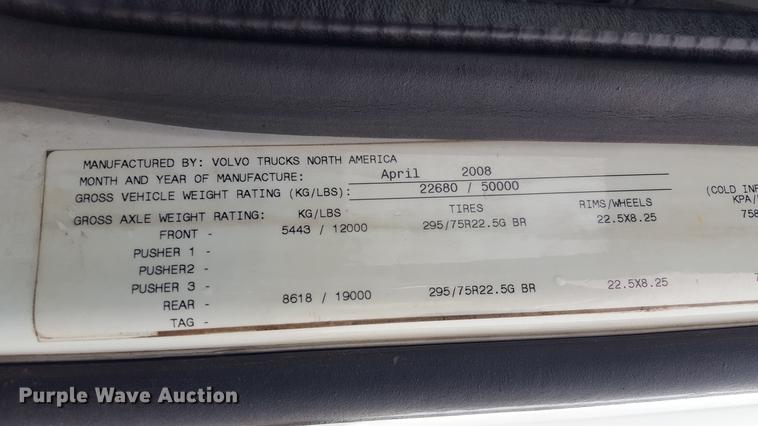 MANUFACTURED BY: VOLVO TRUCKS NORTH AMERICA
MONTH AND YEAR OF MANUFACTURE: April 2008
GROSS VEHICLE WEIGHT RATING (KG/LBS): 22680 / 50000
(COLD
GROSS AXLE WEIGHT RATING: KG/LBS TIRES RIMS/WHEELS
FRONT - 5443 / 12000 295/75R22.5G BR 22.5X8.25
PUSHER 1 -
PUSHER2 -
PUSHER 3 -
REAR - 8618 / 19000 295/75R22.5G BR 22.5X8.25
TAG -
Purple Wave Auction